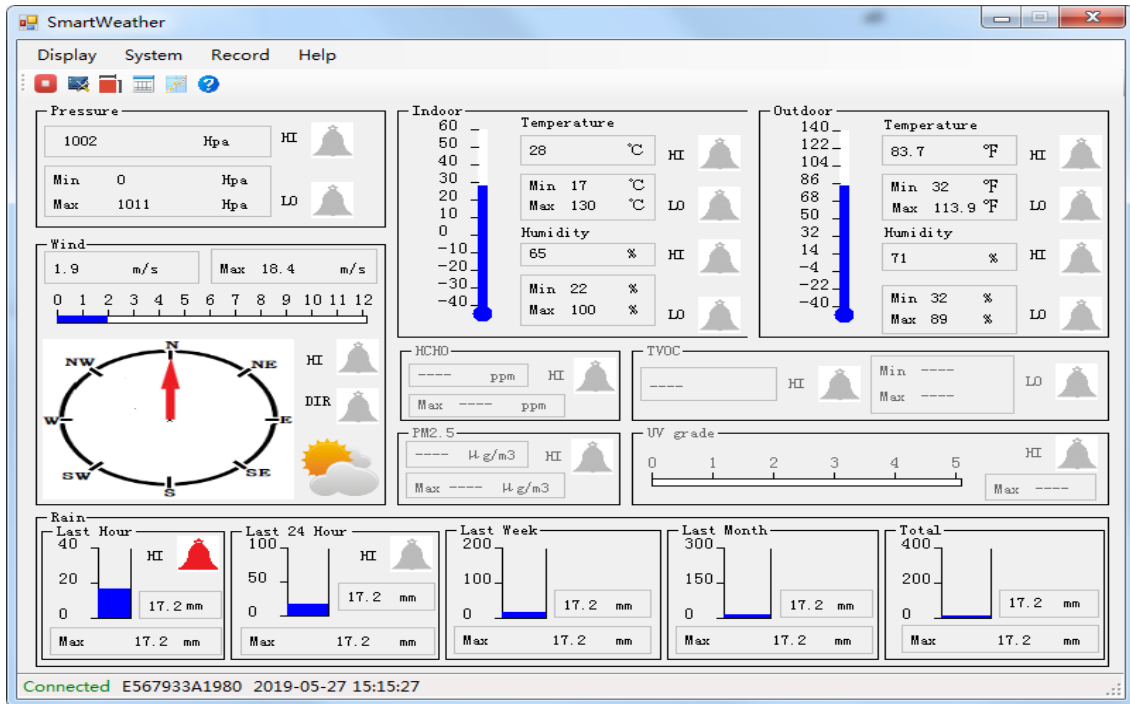 SmartWeather
Display System Record Help
Pressure
1002 Hpa HI
Min 0 Hpa
Max 1011 Hpa
LO
Wind
1.9 m/s Max 18.4 m/s
0 1 2 3 4 5 6 7 8 9 10 11 12
N
NW NE
W E
SW SE
S
HI
DIR
Indoor
60
50
40
30
20
10
0
-10
-20
-30
-40
Temperature
28 ℃ HI
Min 17 ℃
Max 130 ℃
LO
Humidity
65 % HI
Min 22 %
Max 100 %
LO
Outdoor
140
122
104
86
68
50
32
14
-4
-22
-40
Temperature
83.7 ℉ HI
Min 32 ℉
Max 113.9 ℉
LO
Humidity
71 % HI
Min 32 %
Max 89 %
LO
HCHO
---- ppm HI
Max ---- ppm
TVOC
---- HI
Min ----
Max ----
LO
PM2.5
---- μg/m3 HI
Max ---- μg/m3
UV grade
0 1 2 3 4 5
HI
Max ----
Rain
Last Hour
40
20
0
HI
17.2 mm
Max 17.2 mm
Last 24 Hour
100
50
0
HI
17.2 mm
Max 17.2 mm
Last Week
200
100
0
17.2 mm
Max 17.2 mm
Last Month
300
150
0
17.2 mm
Max 17.2 mm
Total
400
200
0
17.2 mm
Max 17.2 mm
Connected E567933A1980 2019-05-27 15:15:27